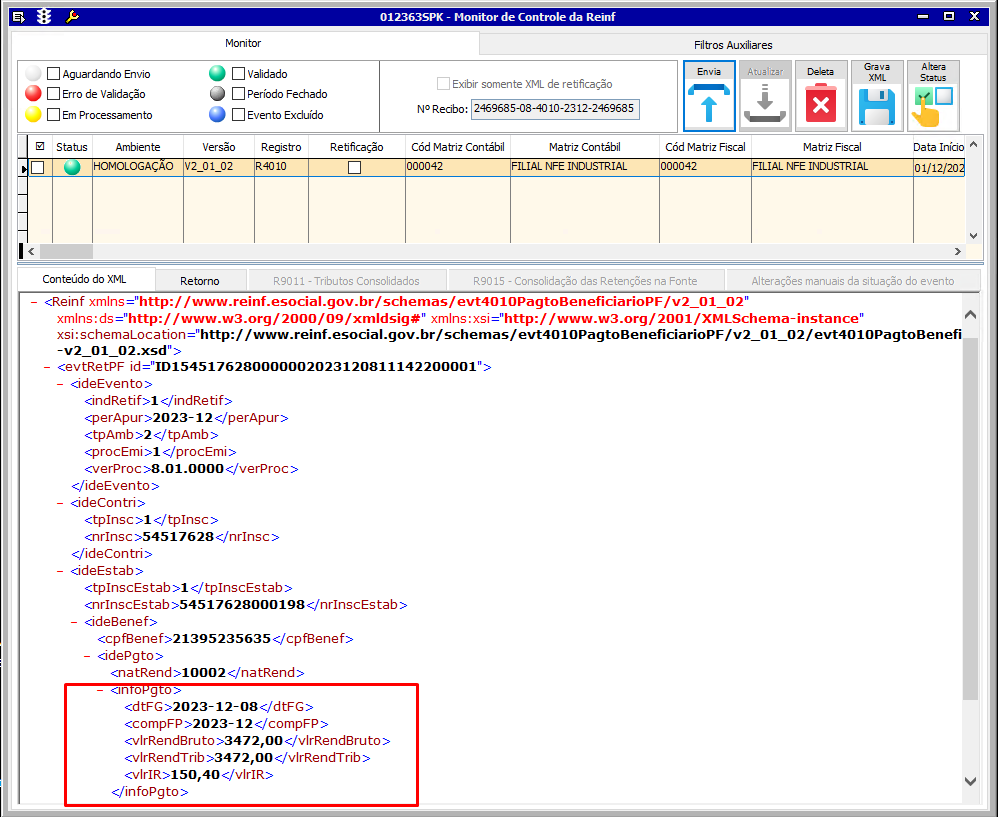 012363SPK - Monitor de Controle da Reinf
Monitor
Filtros Auxiliares
Aguardando Envio
Validado
Erro de Validação
Período Fechado
Em Processamento
Evento Excluído
Exibir somente XML de retificação
Nº Recibo: 2469685-08-4010-2312-2469685
Envia
Atualizar
Deleta
Grava XML
Altera Status
Status Ambiente Versão Registro Retificação Cód Matriz Contábil Matriz Contábil Cód Matriz Fiscal Matriz Fiscal Data Início
HOMOLOGAÇÃO V2_01_02 R4010 000042 FILIAL NFE INDUSTRIAL 000042 FILIAL NFE INDUSTRIAL 01/12/202
Conteúdo do XML
Retorno
R9011 - Tributos Consolidados
R9015 - Consolidação das Retenções na Fonte
Alterações manuais da situação do evento
− <Reinf xmlns="http://www.reinf.esocial.gov.br/schemas/evt4010PagtoBeneficiarioPF/v2_01_02"
xmlns:ds="http://www.w3.org/2000/09/xmldsig#" xmlns:xsi="http://www.w3.org/2001/XMLSchema-instance"
xsi:schemaLocation="http://www.reinf.esocial.gov.br/schemas/evt4010PagtoBeneficiarioPF/v2_01_02/evt4010PagtoBenefi
-v2_01_02.xsd">
− <evtRetPF id="ID1545176280000002023120811142200001">
− <ideEvento>
<indRetif>1</indRetif>
<perApur>2023-12</perApur>
<tpAmb>2</tpAmb>
<procEmi>1</procEmi>
<verProc>8.01.0000</verProc>
</ideEvento>
− <ideContri>
<tpInsc>1</tpInsc>
<nrInsc>54517628</nrInsc>
</ideContri>
− <ideEstab>
<tpInscEstab>1</tpInscEstab>
<nrInscEstab>54517628000198</nrInscEstab>
− <ideBenef>
<cpfBenef>21395235635</cpfBenef>
− <idePgto>
<natRend>10002</natRend>
− <infoPgto>
<dtFG>2023-12-08</dtFG>
<compFP>2023-12</compFP>
<vlrRendBruto>3472,00</vlrRendBruto>
<vlrRendTrib>3472,00</vlrRendTrib>
<vlrIR>150,40</vlrIR>
</infoPgto>